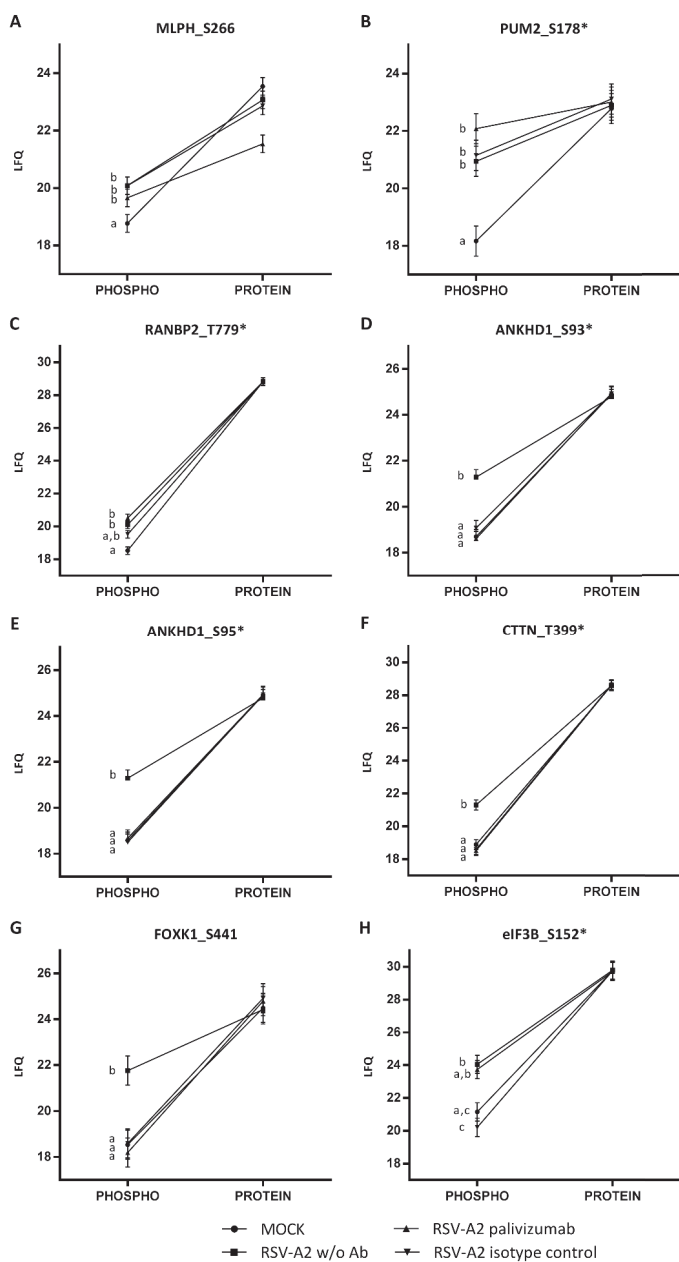 A
MLPH_S266
24
22
20
18
LFQ
b
b
b
a
PHOSPHO PROTEIN
B
PUM2_S178*
24
22
20
18
LFQ
b
b
b
a
PHOSPHO PROTEIN
C
RANBP2_T779*
30
28
26
24
22
20
18
LFQ
b
b
a,b
a
PHOSPHO PROTEIN
D
ANKHD1_S93*
26
24
22
20
18
LFQ
b
a
a
a
PHOSPHO PROTEIN
E
ANKHD1_S95*
26
24
22
20
18
LFQ
b
a
a
a
PHOSPHO PROTEIN
F
CTTN_T399*
30
28
26
24
22
20
18
LFQ
b
a
a
a
PHOSPHO PROTEIN
G
FOXK1_S441
26
24
22
20
18
LFQ
b
a
a
a
PHOSPHO PROTEIN
H
eIF3B_S152*
30
28
26
24
22
20
18
LFQ
b
a,b
a,c
c
PHOSPHO PROTEIN
MOCK
RSV-A2 palivizumab
RSV-A2 w/o Ab
RSV-A2 isotype control